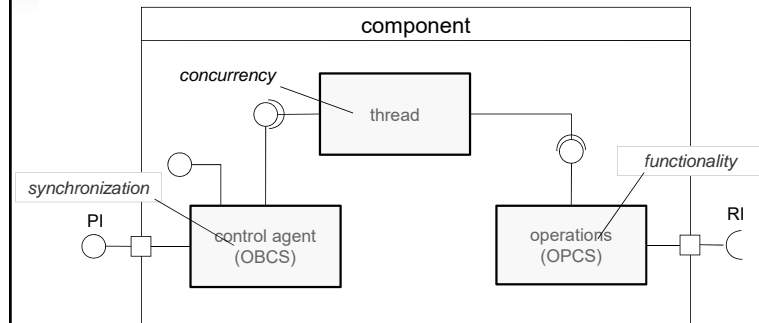 component
concurrency
thread
functionality
synchronization
PI
control agent
(OBCS)
operations
(OPCS)
RI